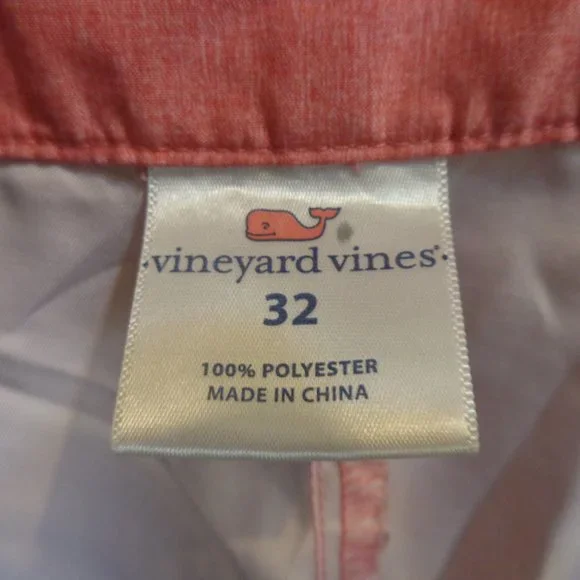 vineyard vines®
32
100% POLYESTER
MADE IN CHINA